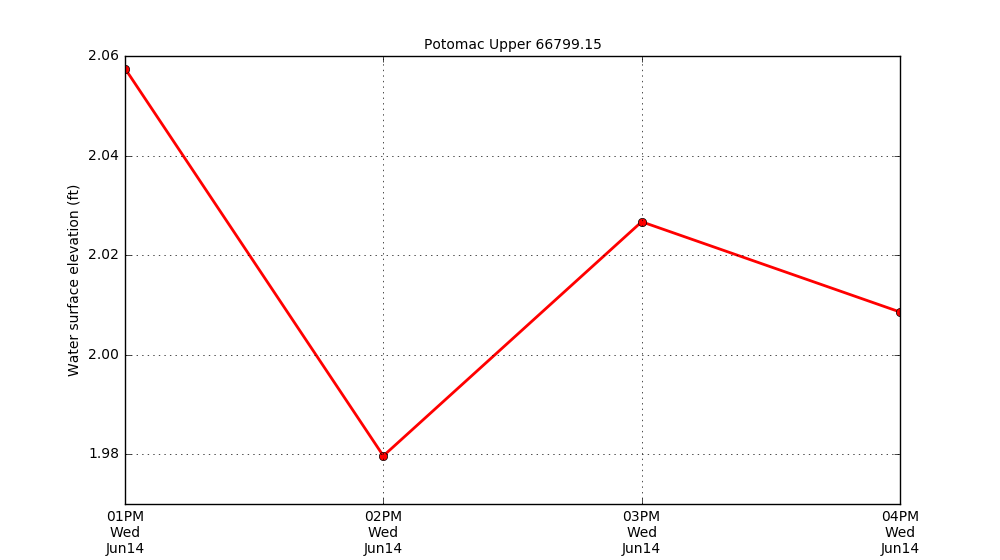 Potomac Upper 66799.15
2.06
2.04
2.02
2.00
1.98
Water surface elevation (ft)
01PM 02PM 03PM 04PM
Wed Wed Wed Wed
Jun14 Jun14 Jun14 Jun14